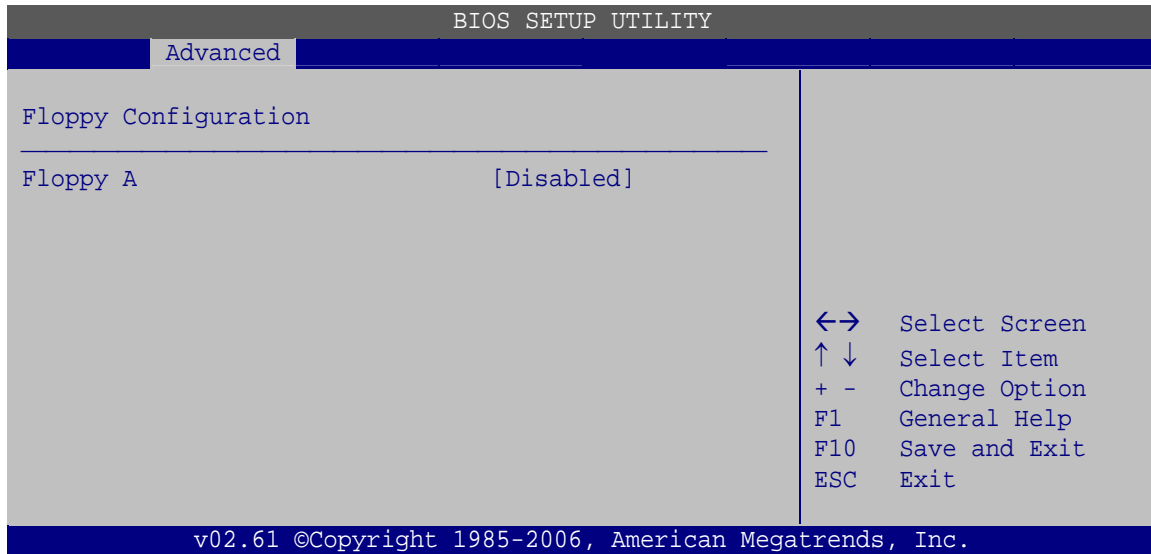 BIOS SETUP UTILITY
Advanced
Floppy Configuration
Floppy A [Disabled]
←→ Select Screen
↑ ↓ Select Item
+ - Change Option
F1 General Help
F10 Save and Exit
ESC Exit
v02.61 ©Copyright 1985-2006, American Megatrends, Inc.